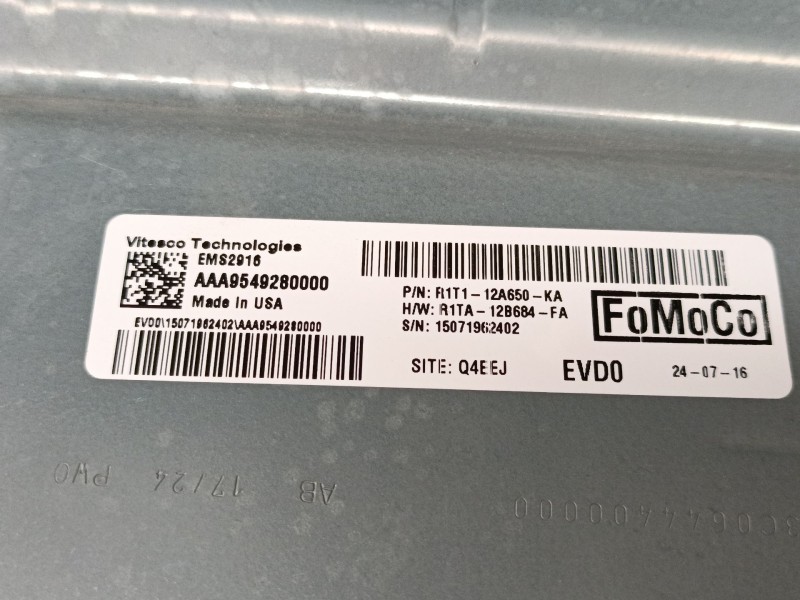 Vitesco Technologies
EMS2916
AAA9549280000
Made in USA
EVD0\15071962402\AAA9549280000
P/N: R1T1-12A650-KA
H/W: R1TA-12B684-FA
S/N: 15071962402
FoMoCo
SITE: Q4EEJ
EVD0
24-07-16
AB 17/24 PW0